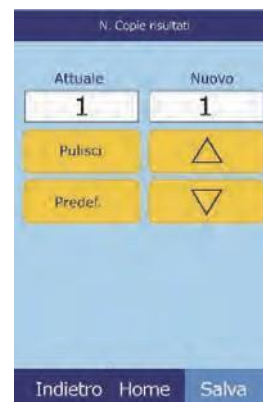 N. Copie risultati
Attuale Nuovo
1 1
Pulisci
Predef.
Indietro Home Salva